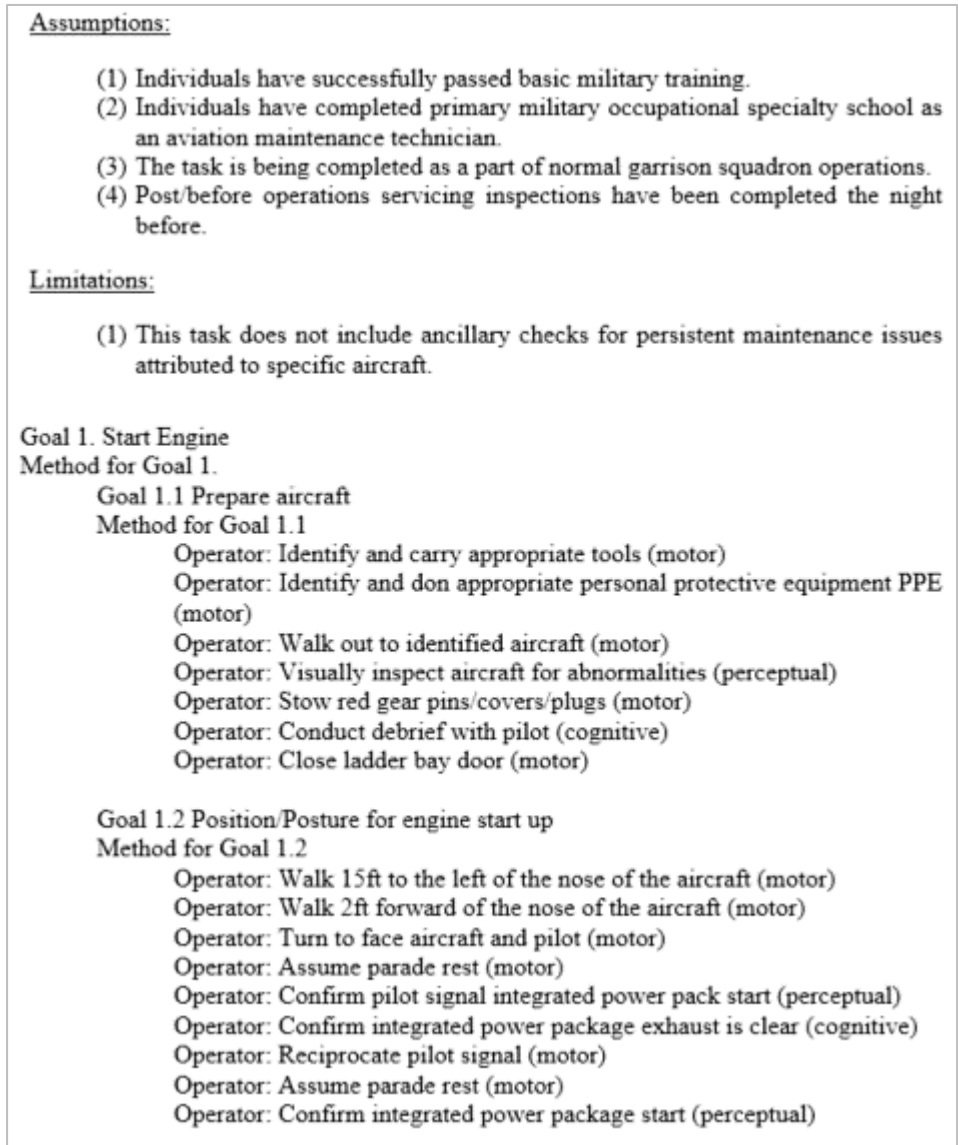 Assumptions:
(1) Individuals have successfully passed basic military training.
(2) Individuals have completed primary military occupational specialty school as
an aviation maintenance technician.
(3) The task is being completed as a part of normal garrison squadron operations.
(4) Post/before operations servicing inspections have been completed the night
before.
Limitations:
(1) This task does not include ancillary checks for persistent maintenance issues
attributed to specific aircraft.
Goal 1. Start Engine
Method for Goal 1.
Goal 1.1 Prepare aircraft
Method for Goal 1.1
Operator: Identify and carry appropriate tools (motor)
Operator: Identify and don appropriate personal protective equipment PPE
(motor)
Operator: Walk out to identified aircraft (motor)
Operator: Visually inspect aircraft for abnormalities (perceptual)
Operator: Stow red gear pins/covers/plugs (motor)
Operator: Conduct debrief with pilot (cognitive)
Operator: Close ladder bay door (motor)
Goal 1.2 Position/Posture for engine start up
Method for Goal 1.2
Operator: Walk 15ft to the left of the nose of the aircraft (motor)
Operator: Walk 2ft forward of the nose of the aircraft (motor)
Operator: Turn to face aircraft and pilot (motor)
Operator: Assume parade rest (motor)
Operator: Confirm pilot signal integrated power pack start (perceptual)
Operator: Confirm integrated power package exhaust is clear (cognitive)
Operator: Reciprocate pilot signal (motor)
Operator: Assume parade rest (motor)
Operator: Confirm integrated power package start (perceptual)